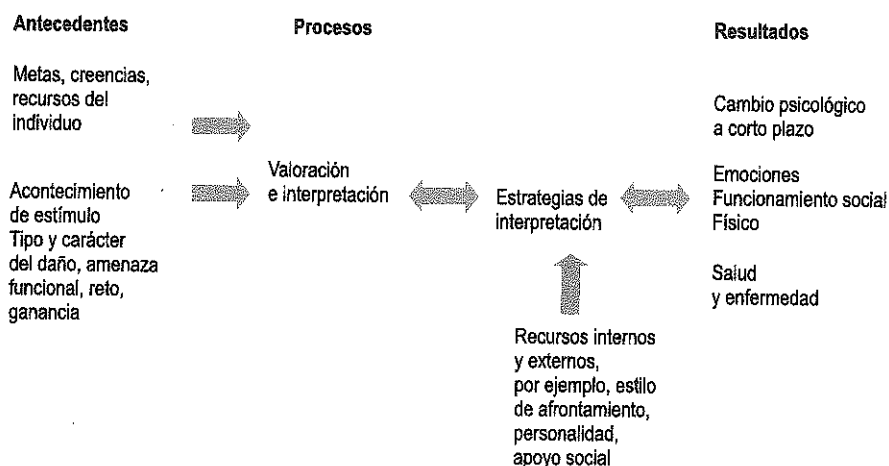 Antecedentes
Procesos
Resultados
Metas, creencias,
recursos del
individuo
Acontecimiento
de estímulo
Tipo y carácter
del daño, amenaza
funcional, reto,
ganancia
Valoración
e interpretación
Estrategias de
interpretación
Recursos internos
y externos,
por ejemplo, estilo
de afrontamiento,
personalidad,
apoyo social
Cambio psicológico
a corto plazo
Emociones
Funcionamiento social
Físico
Salud
y enfermedad